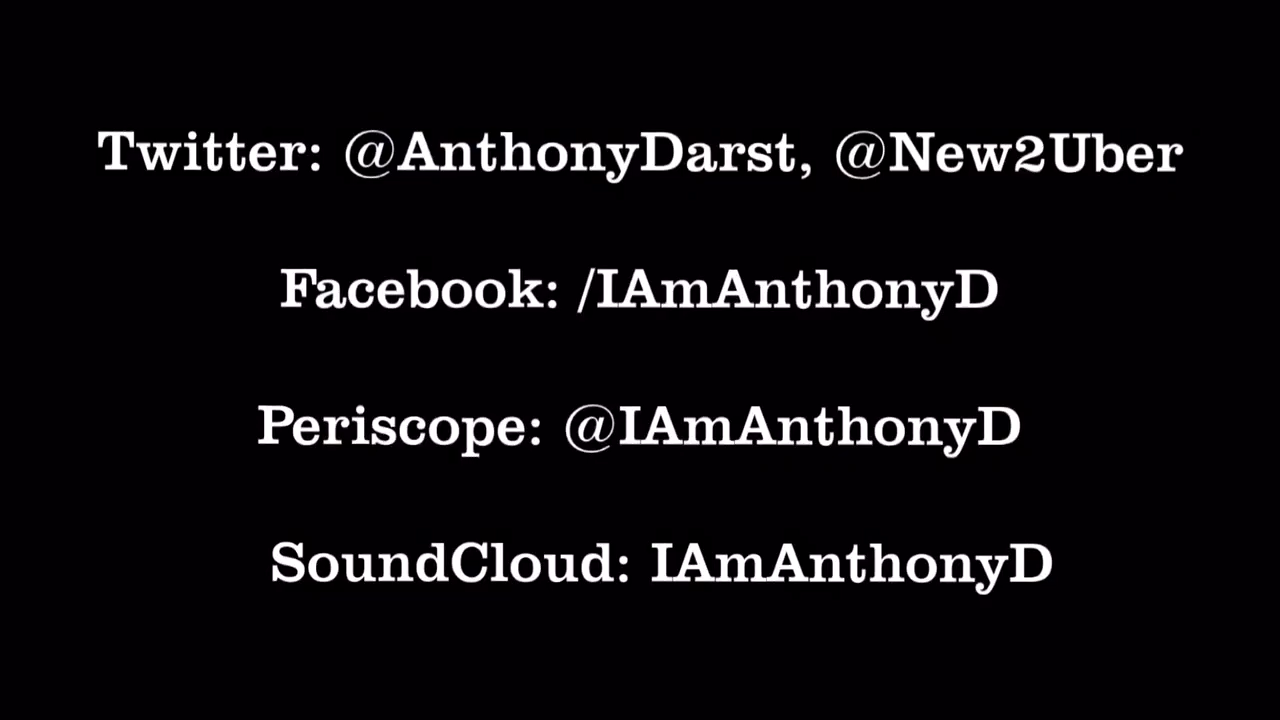 Twitter: @AnthonyDarst, @New2Uber
Facebook: /IAmAnthonyD
Periscope: @IAmAnthonyD
SoundCloud: IAmAnthonyD